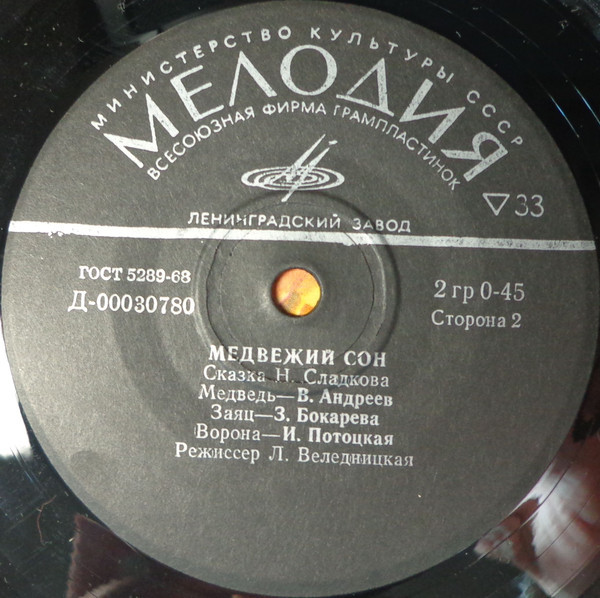 МИНИСТЕРСТВО КУЛЬТУРЫ СССР
МЕЛОДИЯ
ВСЕСОЮЗНАЯ ФИРМА ГРАМПЛАСТИНОК
▽33
ЛЕНИНГРАДСКИЙ ЗАВОД
ГОСТ 5289-68
Д-00030780
2 гр 0-45
Сторона 2
МЕДВЕЖИЙ СОН
Сказка Н. Сладкова
Медведь—В. Андреев
Заяц—З. Бокарева
Ворона—И. Потоцкая
Режиссер Л. Веледницкая